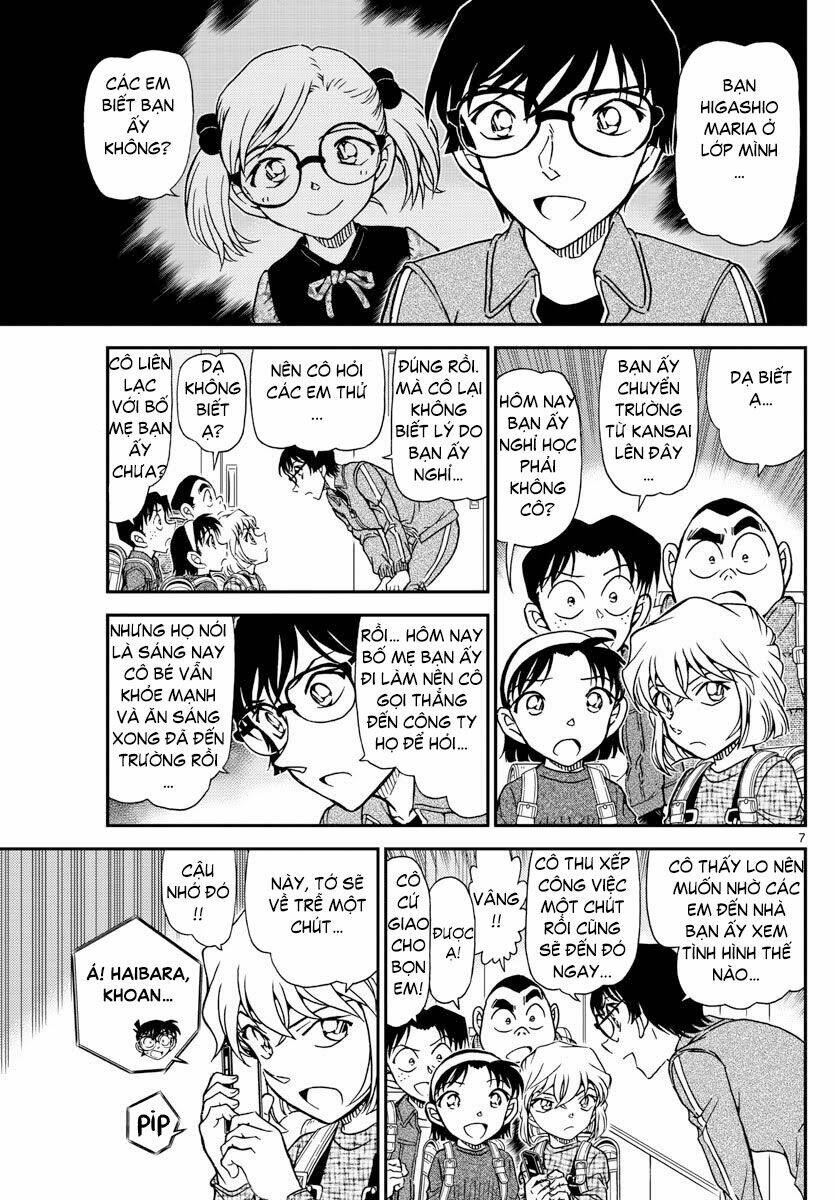 BẠN
HIGASHIO
MARIA Ở
LỚP MÌNH
...
CÁC EM
BIẾT BẠN
ẤY
KHÔNG?
DẠ BIẾT
Ạ...
BẠN ẤY
CHUYỂN
TRƯỜNG
TỪ KANSAI
LÊN ĐÂY
...
HÔM NAY
BẠN ẤY
NGHỈ HỌC
PHẢI
KHÔNG
CÔ?
ĐÚNG RỒI.
MÀ CÔ LẠI
KHÔNG
BIẾT LÝ DO
BẠN ẤY
NGHỈ...
NÊN CÔ HỎI
CÁC EM THỬ
...
DẠ
KHÔNG
BIẾT
Ạ?
CÔ LIÊN
LẠC
VỚI BỐ
MẸ BẠN
ẤY
CHƯA?
RỒI... HÔM NAY
BỐ MẸ BẠN ẤY
ĐI LÀM NÊN CÔ
GỌI THẲNG
ĐẾN CÔNG TY
HỌ ĐỂ HỎI...
NHƯNG HỌ NÓI
LÀ SÁNG NAY
CÔ BÉ VẪN
KHỎE MẠNH
VÀ ĂN SÁNG
XONG ĐÃ ĐẾN
TRƯỜNG RỒI
...
7
CÔ THẤY LO NÊN
MUỐN NHỜ CÁC
EM ĐẾN NHÀ
BẠN ẤY XEM
TÌNH HÌNH THẾ
NÀO...
CÔ THU XẾP
CÔNG VIỆC
MỘT CHÚT
RỒI CŨNG
SẼ ĐẾN ĐÓ
NGAY...
VÂNG
!!
ĐƯỢC
Ạ!
CÔ
CỨ
GIAO
CHO
BỌN
EM!
NÀY, TỚ SẼ
VỀ TRỄ MỘT
CHÚT...
CẬU
NHỚ ĐÓ
!!
Á! HAIBARA,
KHOAN...
PIP